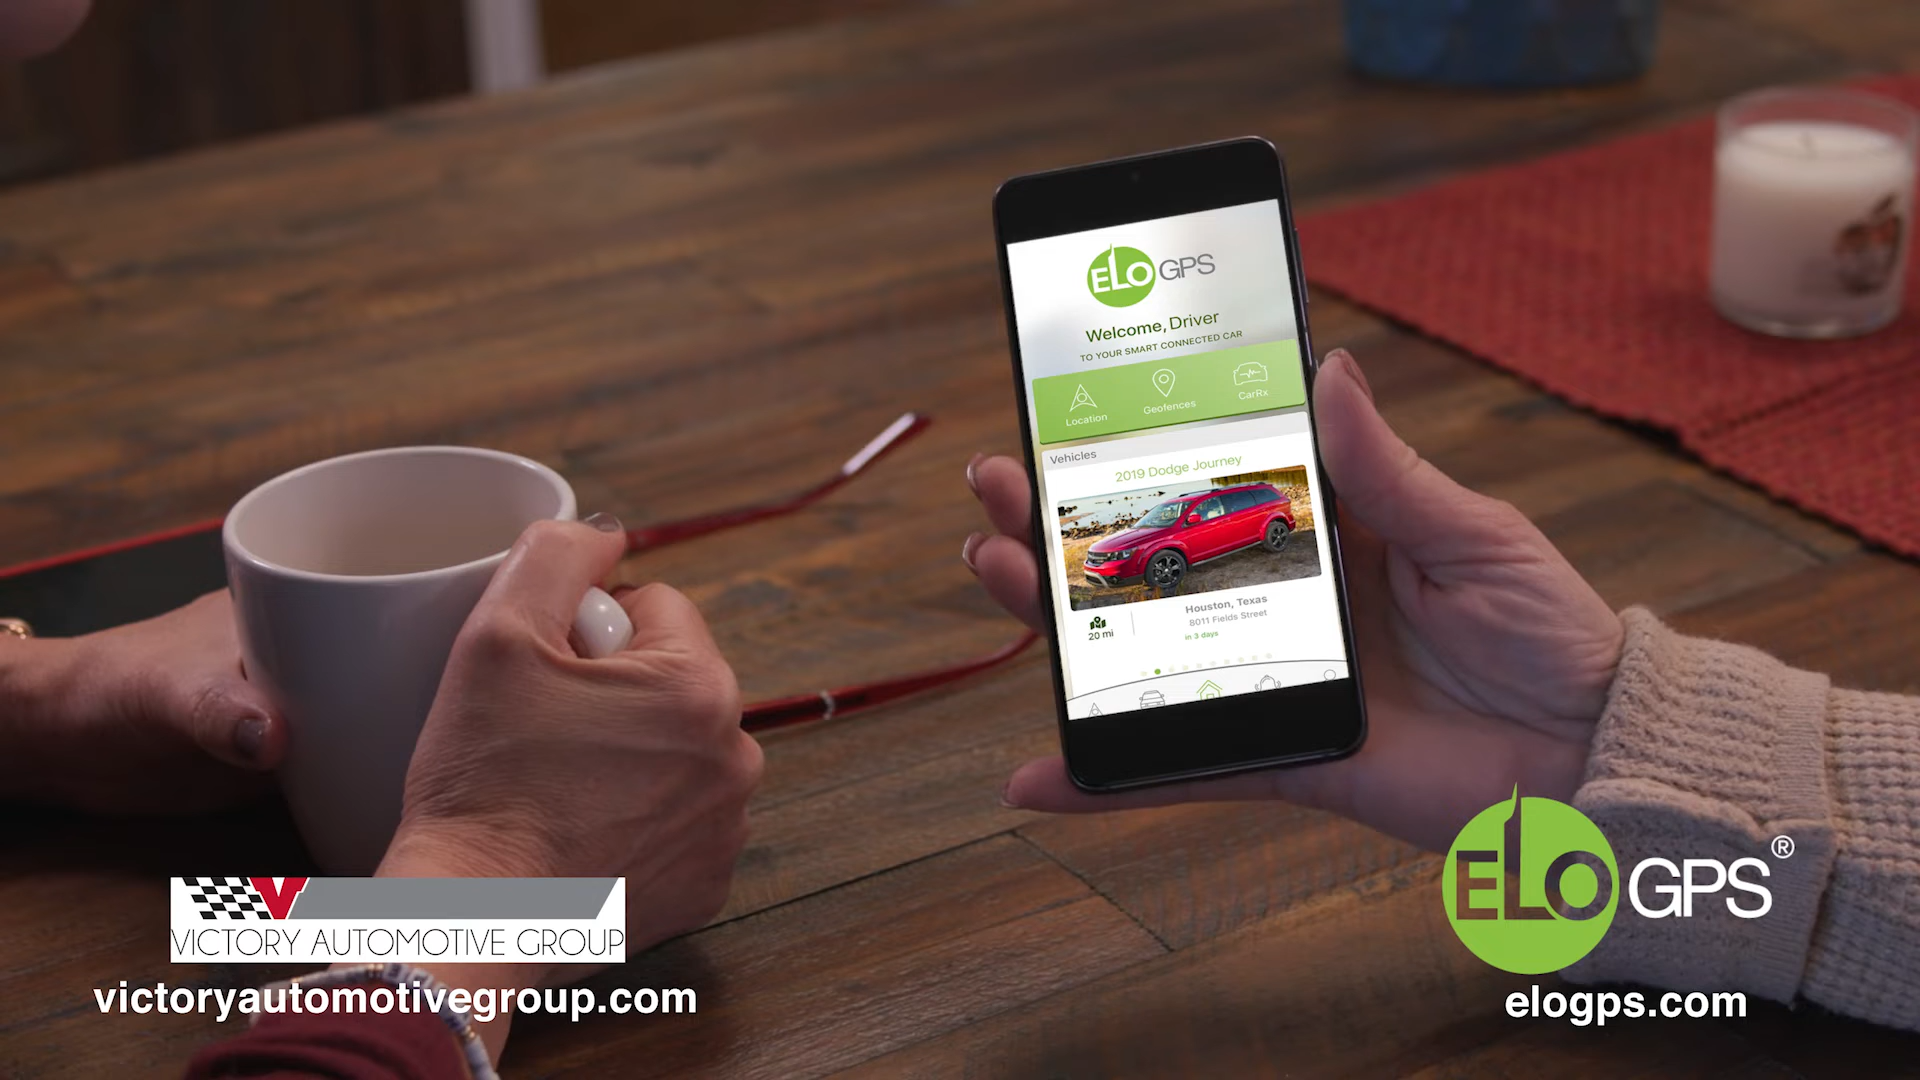 ELO GPS
Welcome, Driver
TO YOUR SMART CONNECTED CAR
Location
Geofences
CarRx
Vehicles
2019 Dodge Journey
20 mi
Houston, Texas
8011 Fields Street
in 3 days
V
VICTORY AUTOMOTIVE GROUP
victoryautomotivegroup.com
ELO GPS®
elogps.com